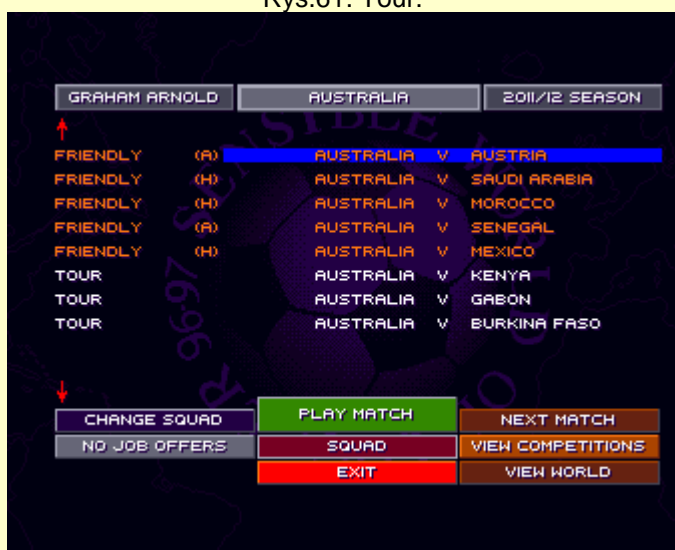 Rys.61. Tour.
GRAHAM ARNOLD AUSTRALIA 2011/12 SEASON
FRIENDLY (A) AUSTRALIA V AUSTRIA
FRIENDLY (H) AUSTRALIA V SAUDI ARABIA
FRIENDLY (H) AUSTRALIA V MOROCCO
FRIENDLY (A) AUSTRALIA V SENEGAL
FRIENDLY (H) AUSTRALIA V MEXICO
TOUR AUSTRALIA V KENYA
TOUR AUSTRALIA V GABON
TOUR AUSTRALIA V BURKINA FASO
CHANGE SQUAD PLAY MATCH NEXT MATCH
NO JOB OFFERS SQUAD VIEW COMPETITIONS
EXIT VIEW WORLD